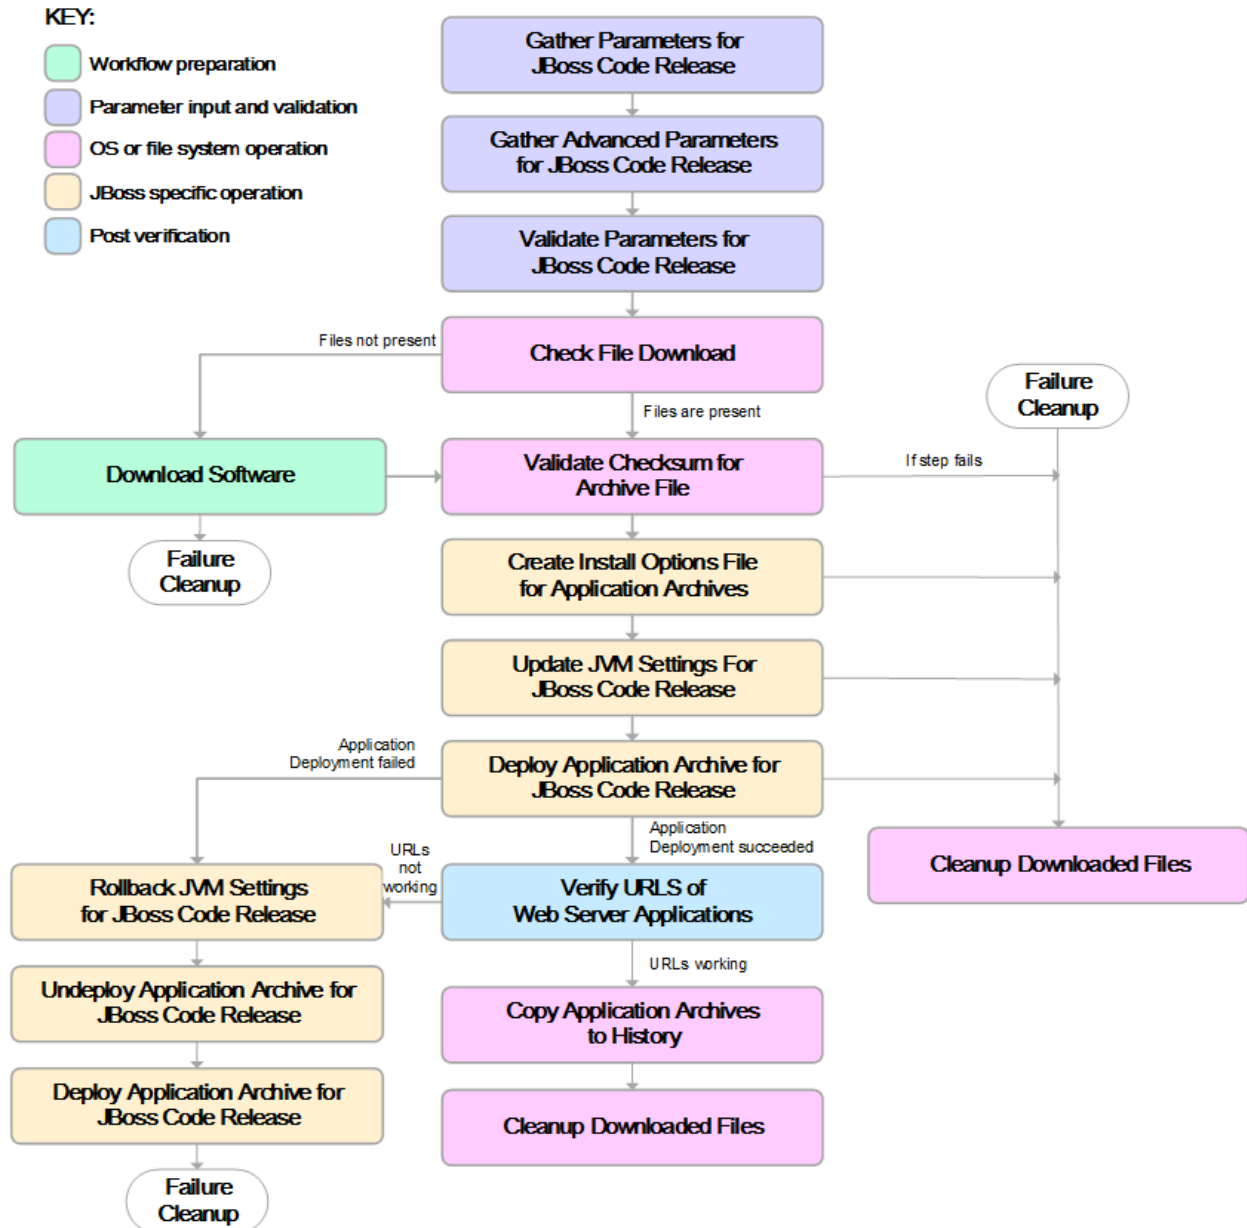 KEY:
Workflow preparation
Parameter input and validation
OS or file system operation
JBoss specific operation
Post verification
Gather Parameters for
JBoss Code Release
Gather Advanced Parameters
for JBoss Code Release
Validate Parameters for
JBoss Code Release
Files not present
Check File Download
Failure
Cleanup
Files are present
Download Software
Validate Checksum for
Archive File
If step fails
Failure
Cleanup
Create Install Options File
for Application Archives
Update JVM Settings For
JBoss Code Release
Application
Deployment failed
Deploy Application Archive for
JBoss Code Release
Application
Deployment succeeded
Cleanup Downloaded Files
URLs
not
working
Rollback JVM Settings
for JBoss Code Release
Verify URLS of
Web Server Applications
URLs working
Undeploy Application Archive for
JBoss Code Release
Copy Application Archives
to History
Deploy Application Archive for
JBoss Code Release
Cleanup Downloaded Files
Failure
Cleanup